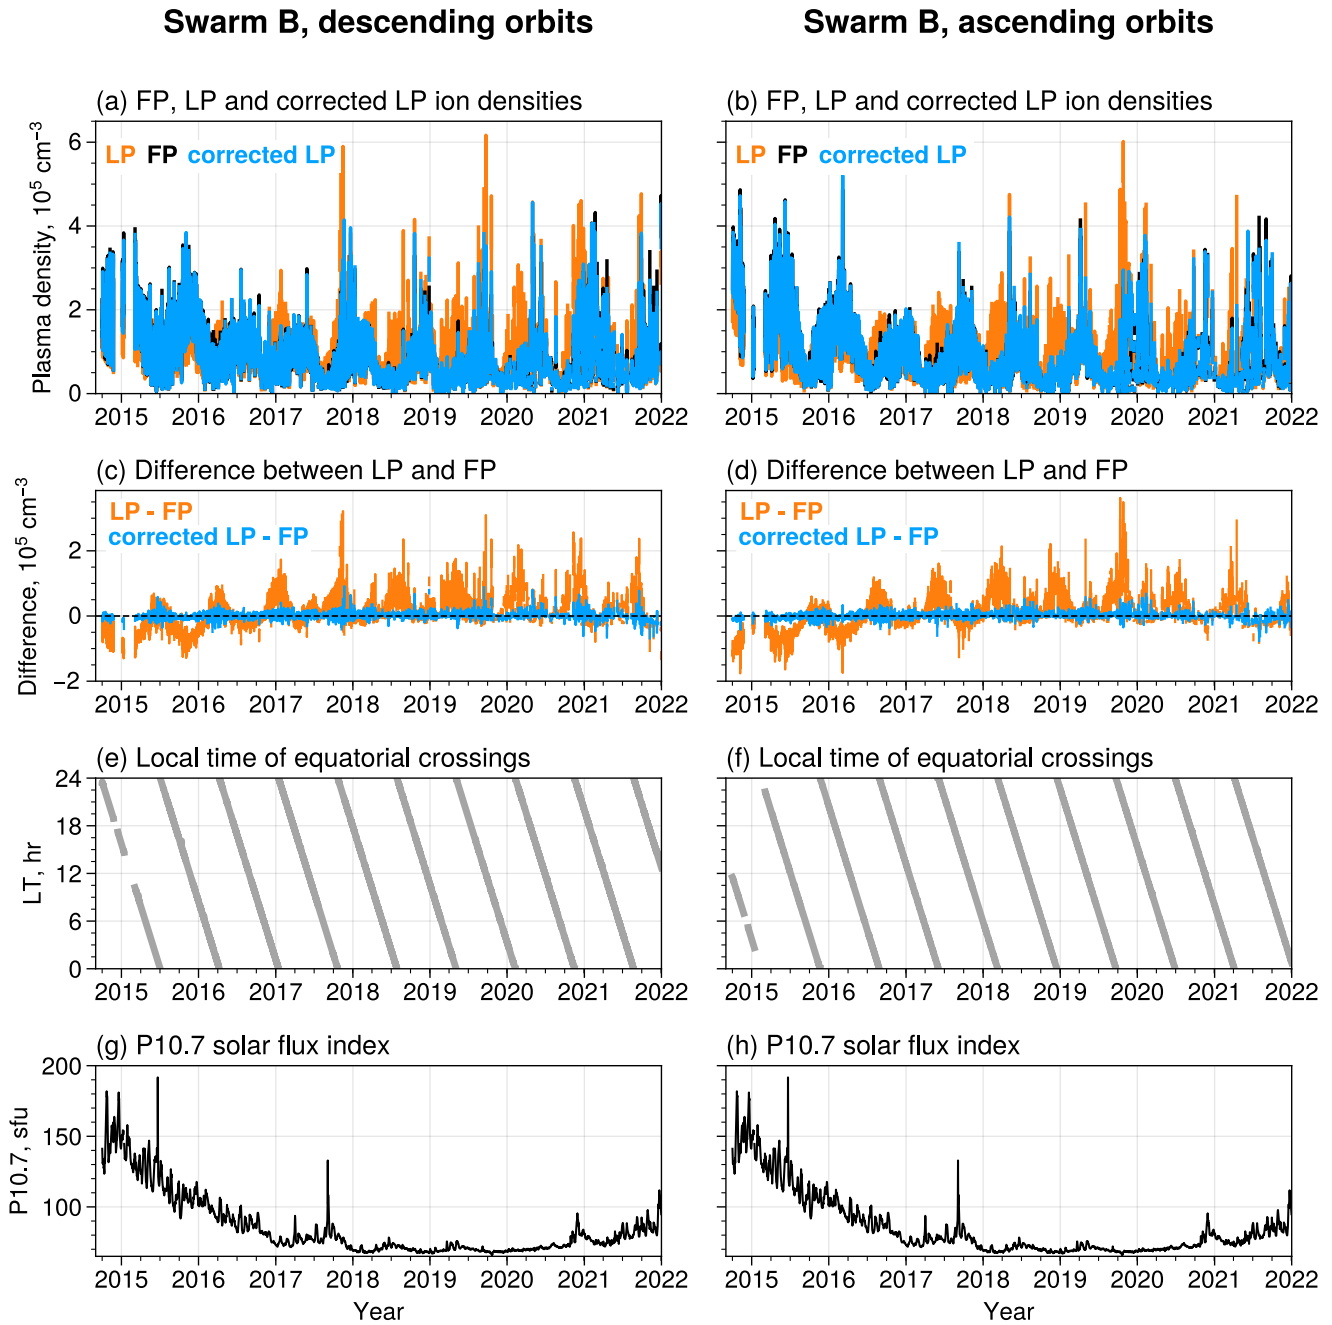 Swarm B, descending orbits
Swarm B, ascending orbits
(a) FP, LP and corrected LP ion densities
LP FP corrected LP
Plasma density, 10⁵ cm⁻³
6
4
2
0
2015 2016 2017 2018 2019 2020 2021 2022
(b) FP, LP and corrected LP ion densities
LP FP corrected LP
2015 2016 2017 2018 2019 2020 2021 2022
(c) Difference between LP and FP
LP - FP
corrected LP - FP
Difference, 10⁵ cm⁻³
2
0
−2
2015 2016 2017 2018 2019 2020 2021 2022
(d) Difference between LP and FP
LP - FP
corrected LP - FP
2015 2016 2017 2018 2019 2020 2021 2022
(e) Local time of equatorial crossings
LT, hr
24
18
12
6
0
2015 2016 2017 2018 2019 2020 2021 2022
(f) Local time of equatorial crossings
2015 2016 2017 2018 2019 2020 2021 2022
(g) P10.7 solar flux index
P10.7, sfu
200
150
100
2015 2016 2017 2018 2019 2020 2021 2022
Year
(h) P10.7 solar flux index
2015 2016 2017 2018 2019 2020 2021 2022
Year